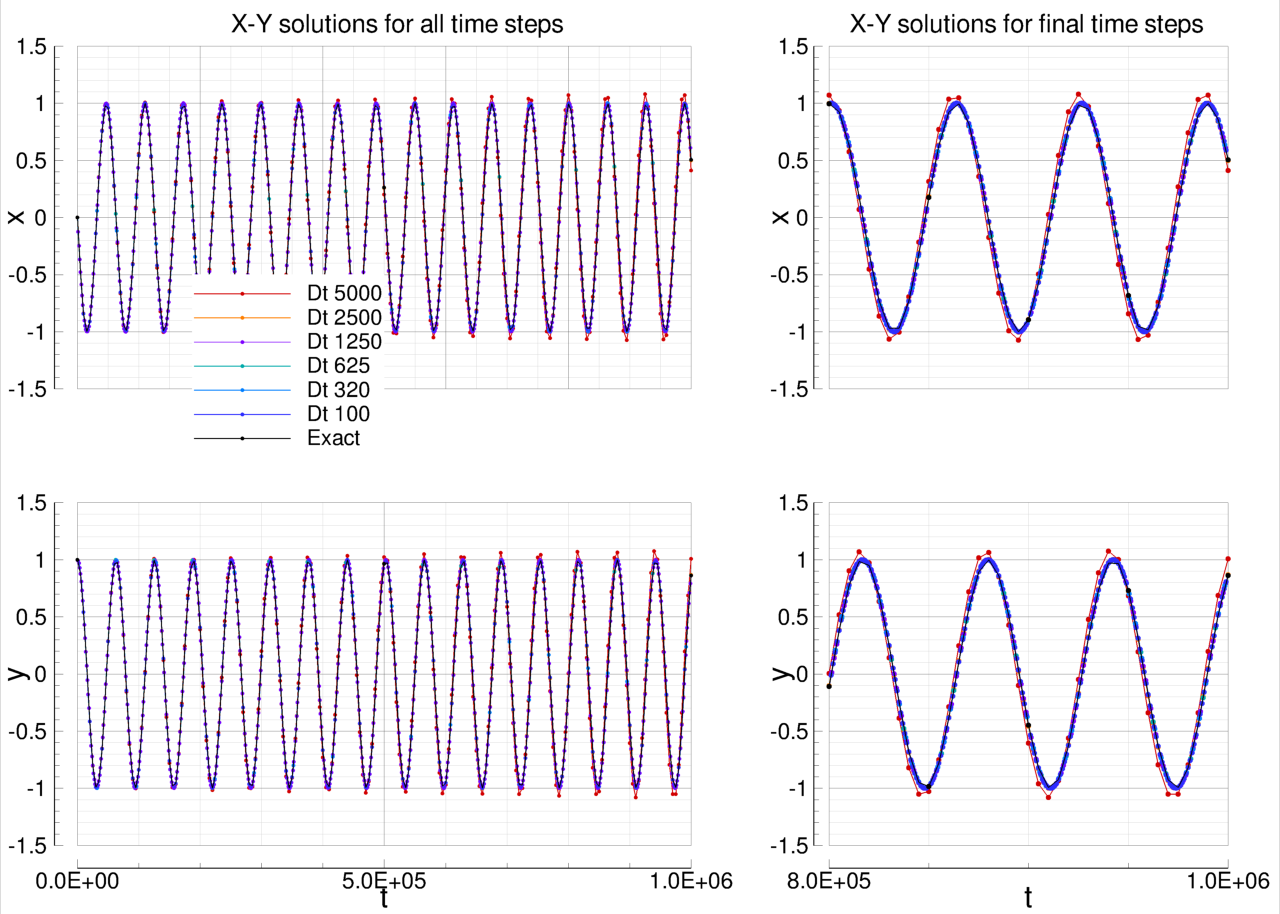 X-Y solutions for all time steps
X-Y solutions for final time steps
1.5
1
0.5
0
-0.5
-1
-1.5
x
Dt 5000
Dt 2500
Dt 1250
Dt 625
Dt 320
Dt 100
Exact
1.5
1
0.5
0
-0.5
-1
-1.5
x
1.5
1
0.5
0
-0.5
-1
-1.5
y
0.0E+00
5.0E+05
1.0E+06
t
1.5
1
0.5
0
-0.5
-1
-1.5
y
8.0E+05
1.0E+06
t